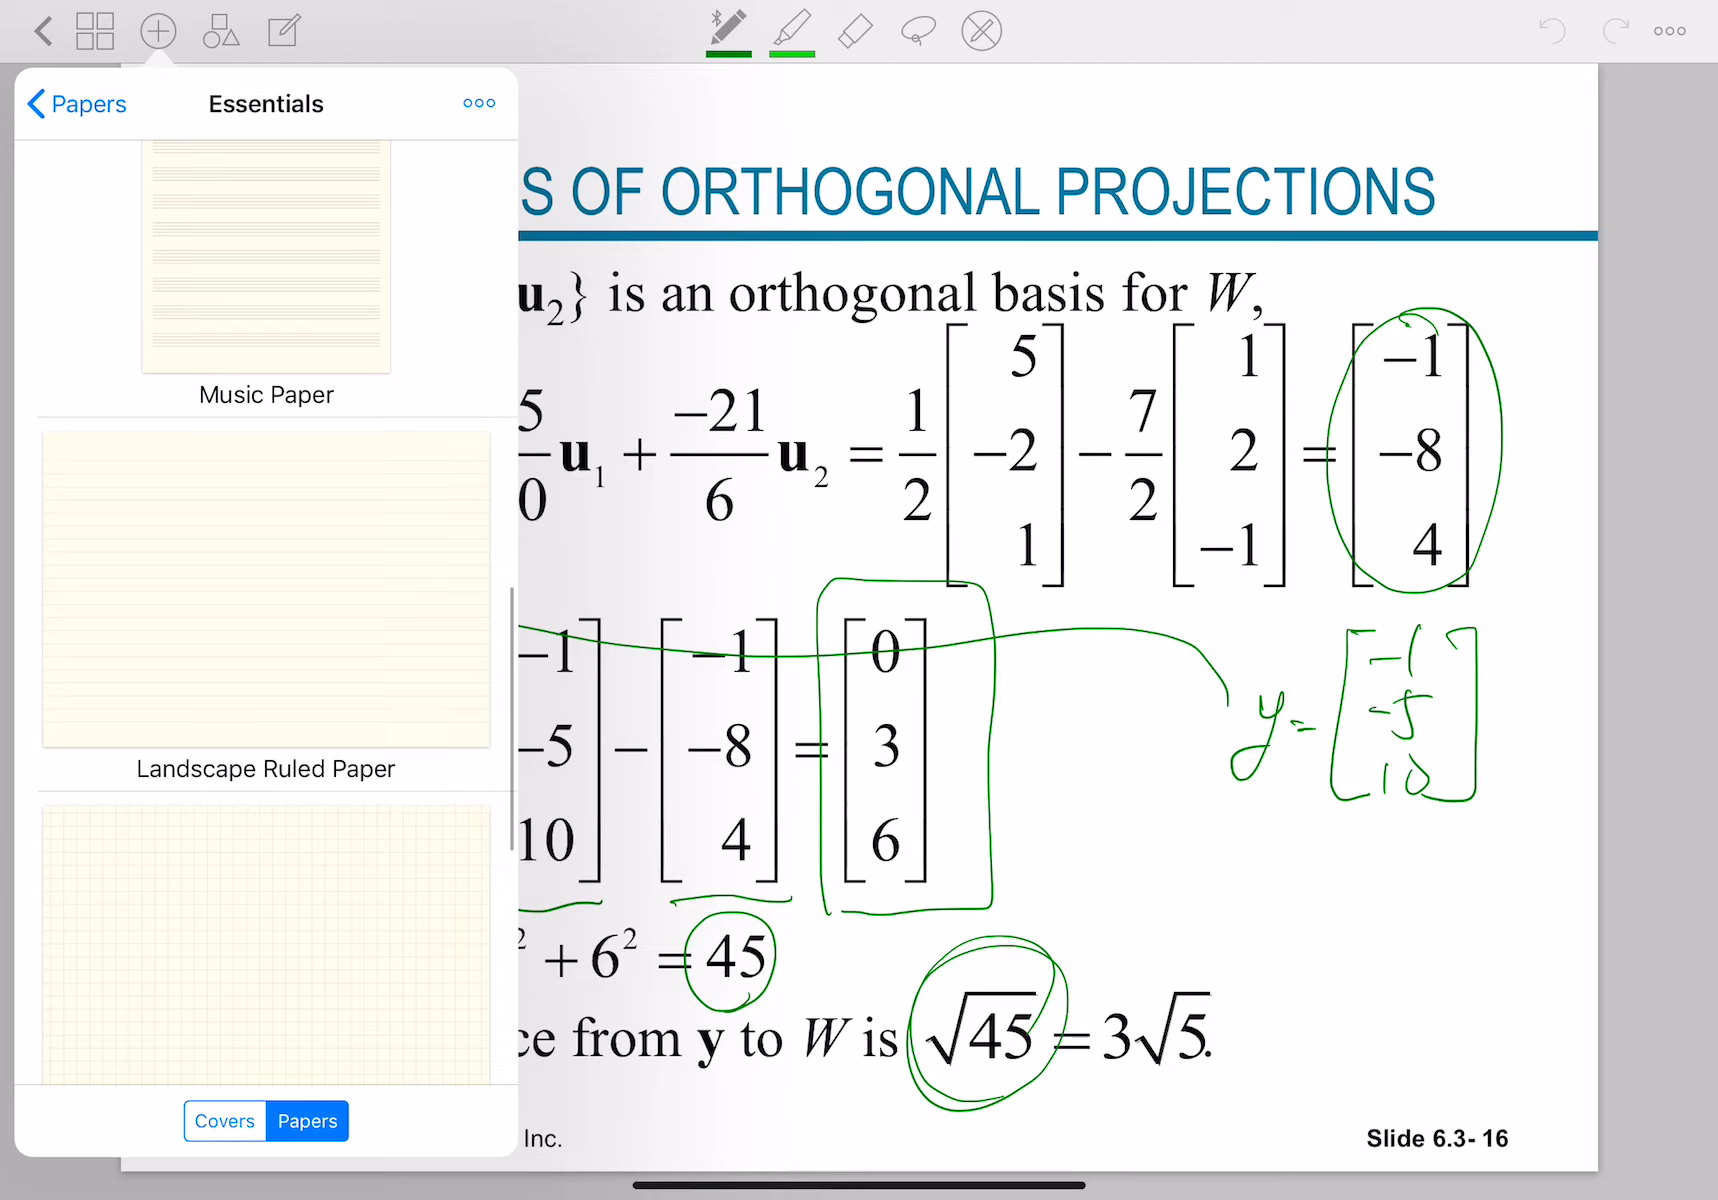 Papers
Essentials
Music Paper
Landscape Ruled Paper
Covers
Papers
S OF ORTHOGONAL PROJECTIONS
u₂} is an orthogonal basis for W,
5/0 u₁ + −21/6 u₂ = 1/2 [5 −2 1] − 7/2 [1 2 −1] = [−1 −8 4]
−1 −5 10] − [−1 −8 4] = [0 3 6]
y = [−1 −5 10]
² + 6² = 45
ce from y to W is √45 = 3√5.
Inc.
Slide 6.3- 16